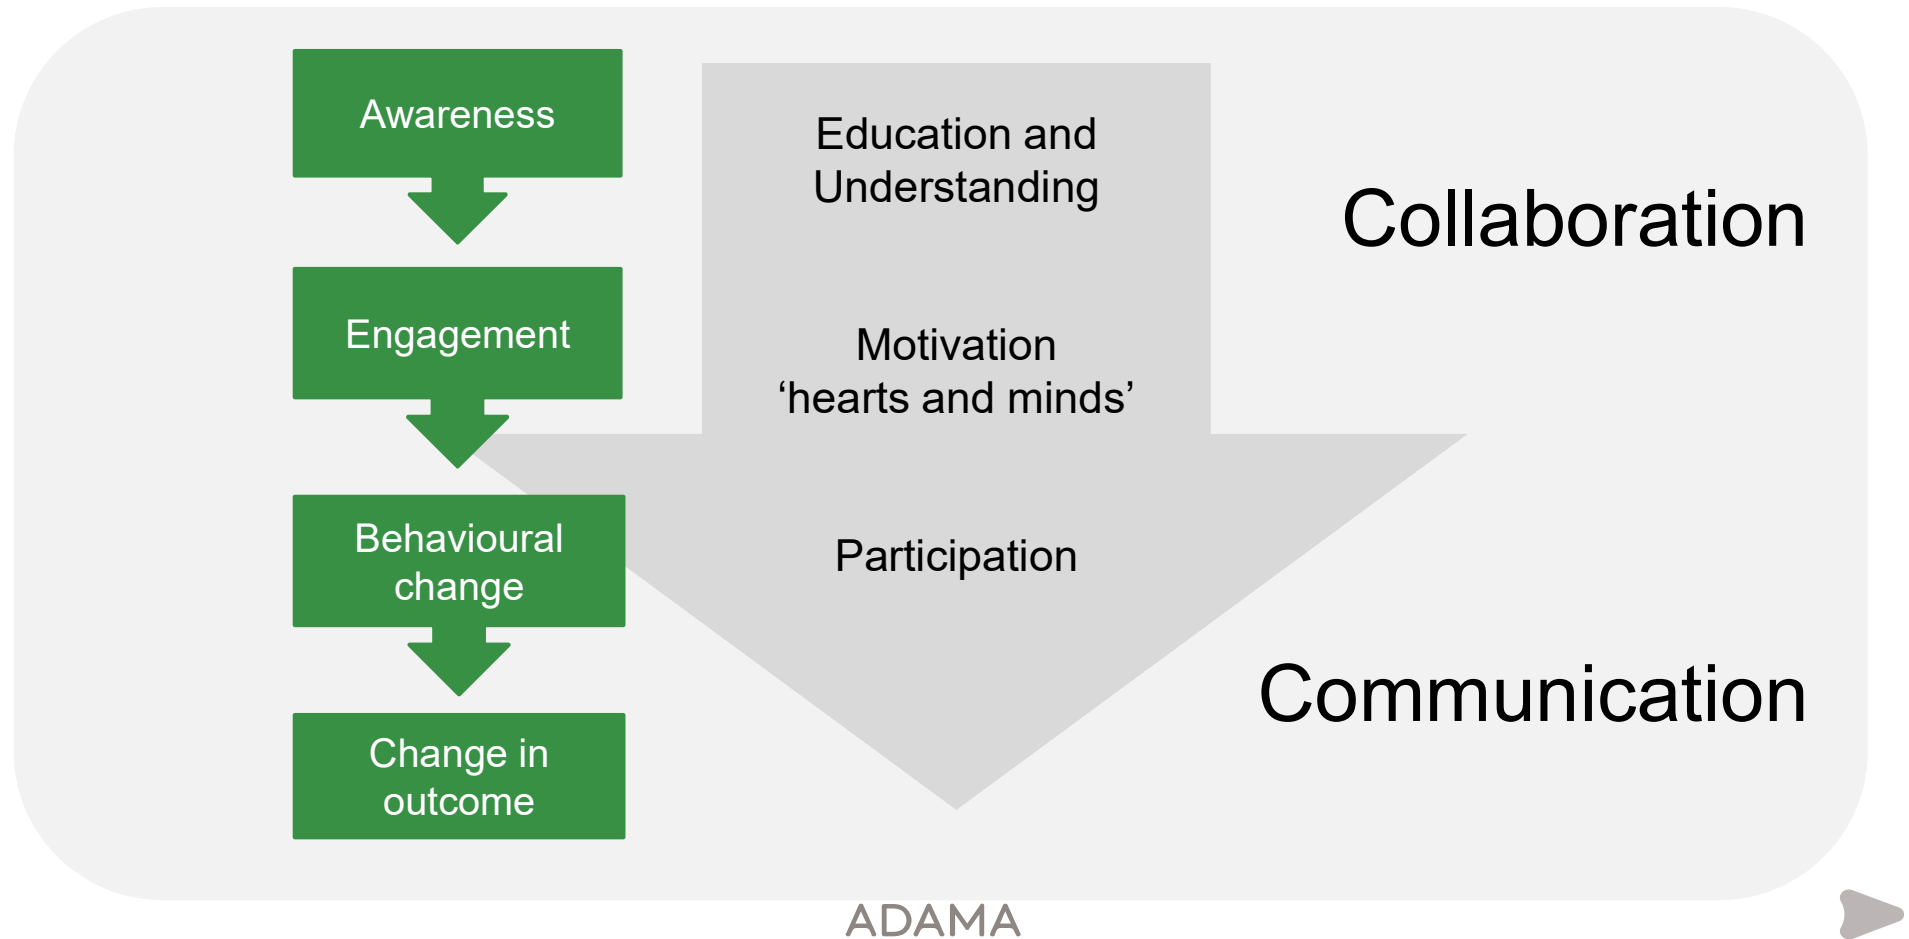 Awareness
Engagement
Behavioural
change
Change in
outcome
Education and
Understanding
Motivation
‘hearts and minds’
Participation
Collaboration
Communication
ADAMA